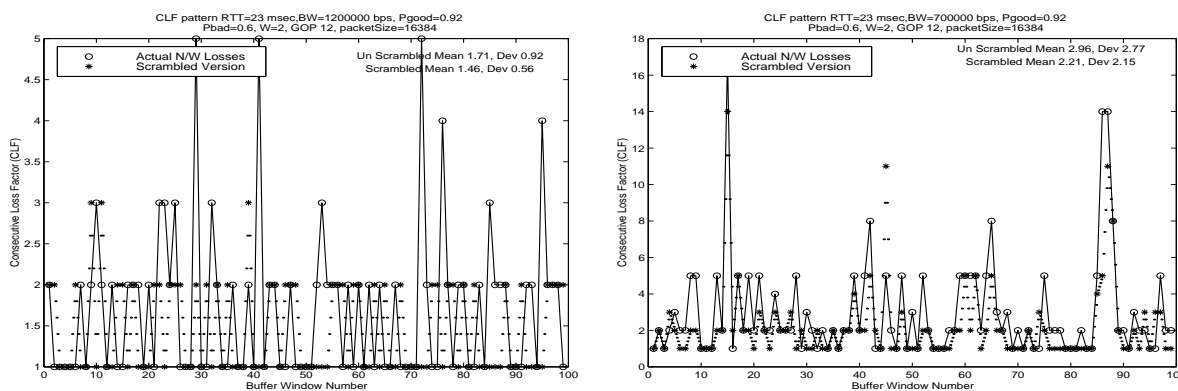 CLF pattern RTT=23 msec,BW=1200000 bps, Pgood=0.92
Pbad=0.6, W=2, GOP 12, packetSize=16384
5
4.5
4
3.5
3
2.5
2
1.5
1
Consecutive Loss Factor (CLF)
Actual N/W Losses
Scrambled Version
Un Scrambled Mean 1.71, Dev 0.92
Scrambled Mean 1.46, Dev 0.56
0 10 20 30 40 50 60 70 80 90 100
Buffer Window Number
CLF pattern RTT=23 msec,BW=700000 bps, Pgood=0.92
Pbad=0.6, W=2, GOP 12, packetSize=16384
18
16
14
12
10
8
6
4
2
0
Consecutive Loss Factor (CLF)
Actual N/W Losses
Scrambled Version
Un Scrambled Mean 2.96, Dev 2.77
Scrambled Mean 2.21, Dev 2.15
0 10 20 30 40 50 60 70 80 90 100
Buffer Window Number